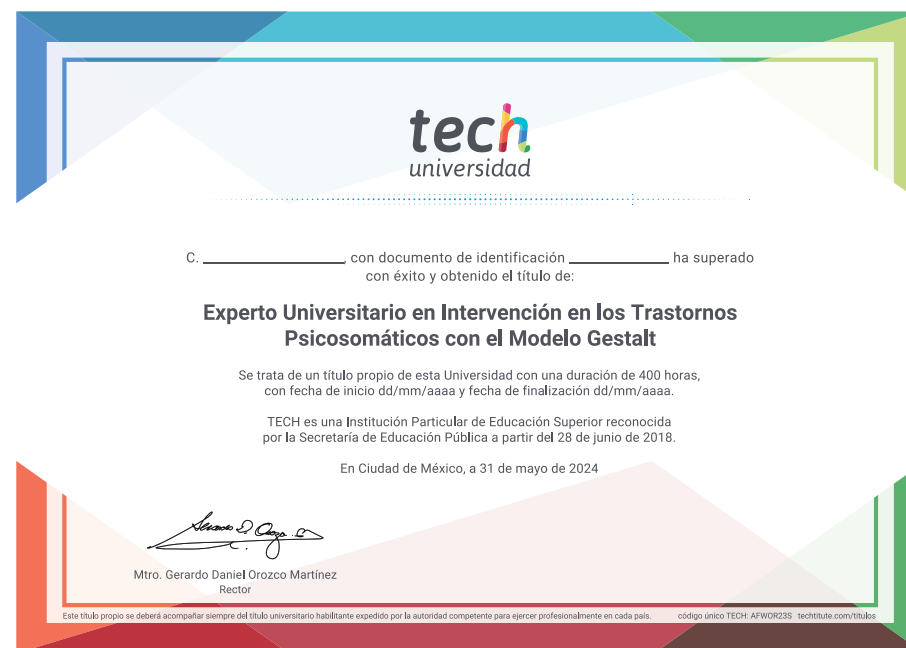 tech
universidad
C. ____________________, con documento de identificación ______________ ha superado
con éxito y obtenido el título de:
Experto Universitario en Intervención en los Trastornos
Psicosomáticos con el Modelo Gestalt
Se trata de un título propio de esta Universidad con una duración de 400 horas,
con fecha de inicio dd/mm/aaaa y fecha de finalización dd/mm/aaaa.
TECH es una Institución Particular de Educación Superior reconocida
por la Secretaría de Educación Pública a partir del 28 de junio de 2018.
En Ciudad de México, a 31 de mayo de 2024
Mtro. Gerardo Daniel Orozco Martínez
Rector
Este título propio se deberá acompañar siempre del título universitario habilitante expedido por la autoridad competente para ejercer profesionalmente en cada país. código único TECH: AFWOR23S techtitute.com/titulos